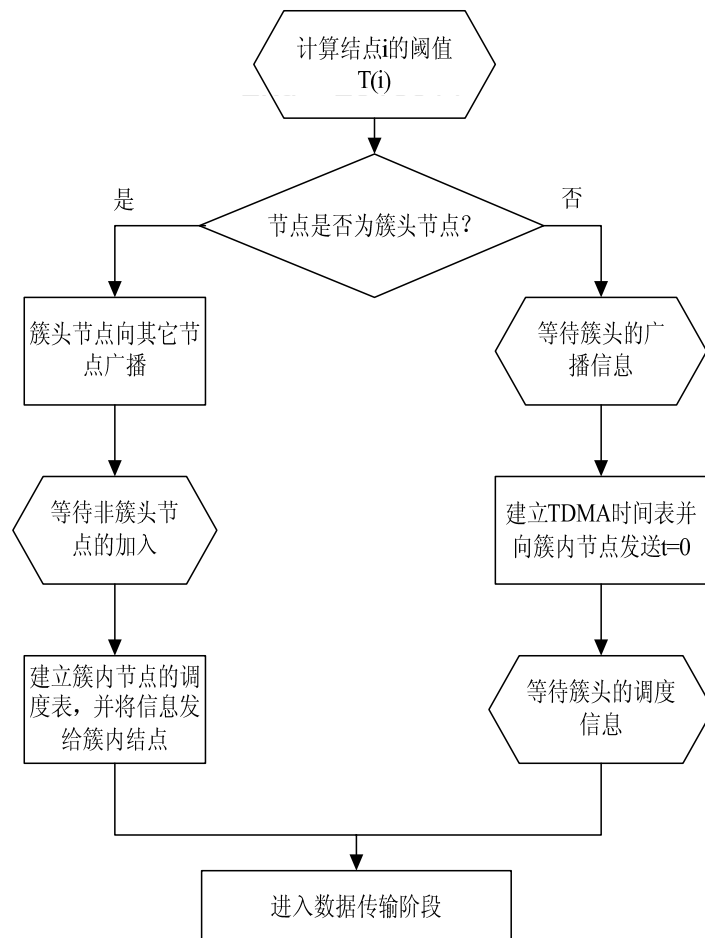 计算结点i的阈值
T(i)
是
否
节点是否为簇头节点？
簇头节点向其它节
点广播
等待簇头的广
播信息
等待非簇头节
点的加入
建立TDMA时间表并
向簇内节点发送t=0
建立簇内节点的调
度表，并将信息发
给簇内结点
等待簇头的调度
信息
进入数据传输阶段